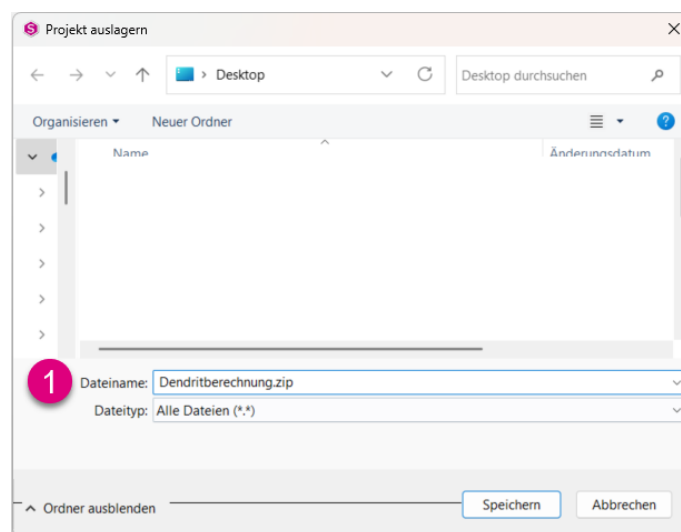 Projekt auslagern
Desktop
Desktop durchsuchen
Organisieren
Neuer Ordner
Name
Änderungsdatum
1
Dateiname: Dendritberechnung.zip
Dateityp: Alle Dateien (*.*)
Ordner ausblenden
Speichern
Abbrechen